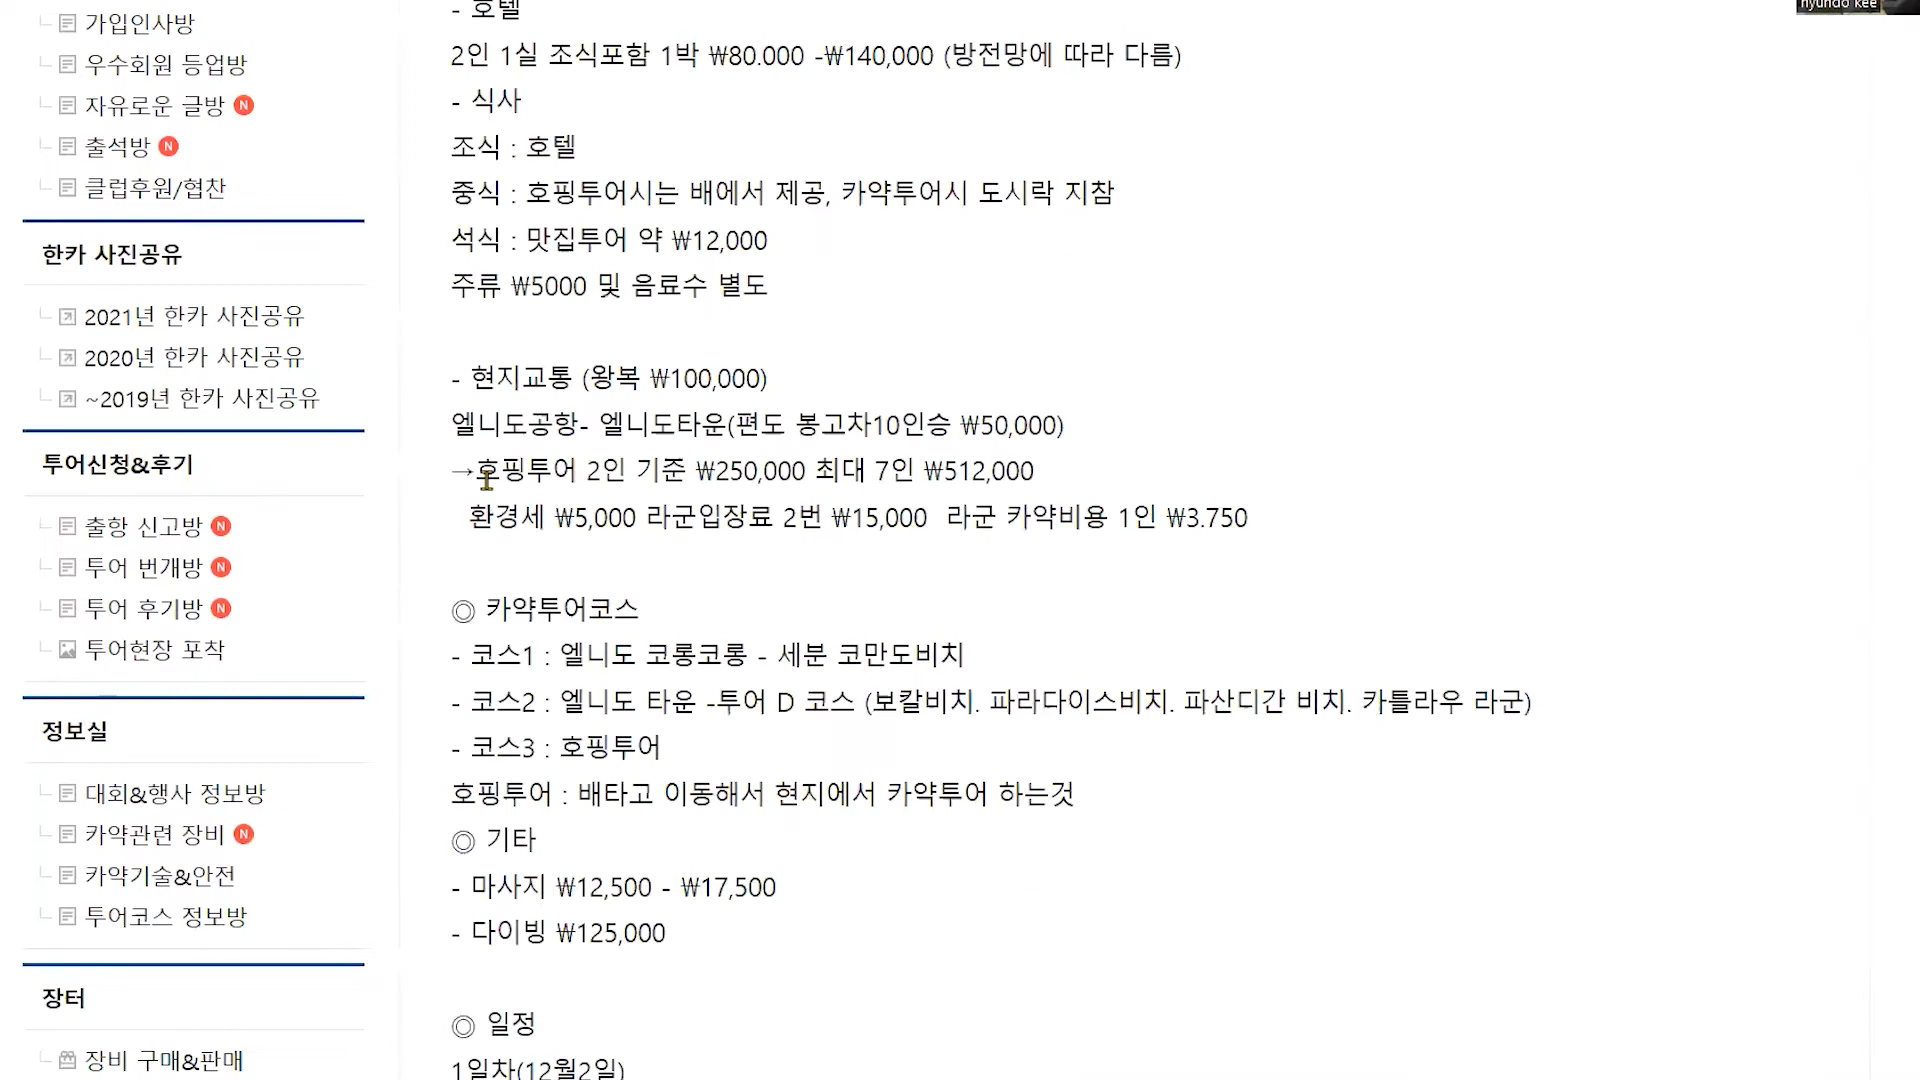 hyundo kee
가입인사방
우수회원 등업방
자유로운 글방 N
출석방 N
클럽후원/협찬
한카 사진공유
2021년 한카 사진공유
2020년 한카 사진공유
~2019년 한카 사진공유
투어신청&후기
출항 신고방 N
투어 번개방 N
투어 후기방 N
투어현장 포착
정보실
대회&행사 정보방
카약관련 장비 N
카약기술&안전
투어코스 정보방
장터
장비 구매&판매
- 호텔
2인 1실 조식포함 1박 ₩80.000 -₩140,000 (방전망에 따라 다름)
- 식사
조식 : 호텔
중식 : 호핑투어시는 배에서 제공, 카약투어시 도시락 지참
석식 : 맛집투어 약 ₩12,000
주류 ₩5000 및 음료수 별도
- 현지교통 (왕복 ₩100,000)
엘니도공항- 엘니도타운(편도 봉고차10인승 ₩50,000)
→호핑투어 2인 기준 ₩250,000 최대 7인 ₩512,000
환경세 ₩5,000 라군입장료 2번 ₩15,000 라군 카약비용 1인 ₩3.750
◎ 카약투어코스
- 코스1 : 엘니도 코롱코롱 - 세분 코만도비치
- 코스2 : 엘니도 타운 -투어 D 코스 (보칼비치. 파라다이스비치. 파산디간 비치. 카틀라우 라군)
- 코스3 : 호핑투어
호핑투어 : 배타고 이동해서 현지에서 카약투어 하는것
◎ 기타
- 마사지 ₩12,500 - ₩17,500
- 다이빙 ₩125,000
◎ 일정
1일차(12월2일)